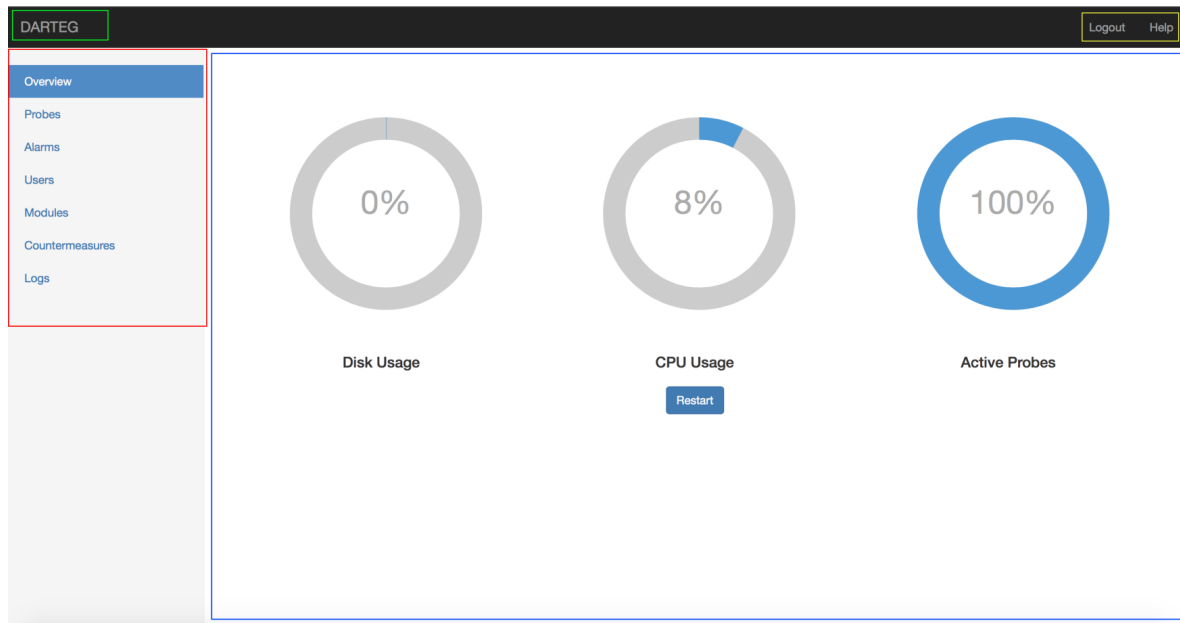 DARTEG
Logout Help
Overview
Probes
Alarms
Users
Modules
Countermeasures
Logs
0% 8% 100%
Disk Usage CPU Usage Active Probes
Restart